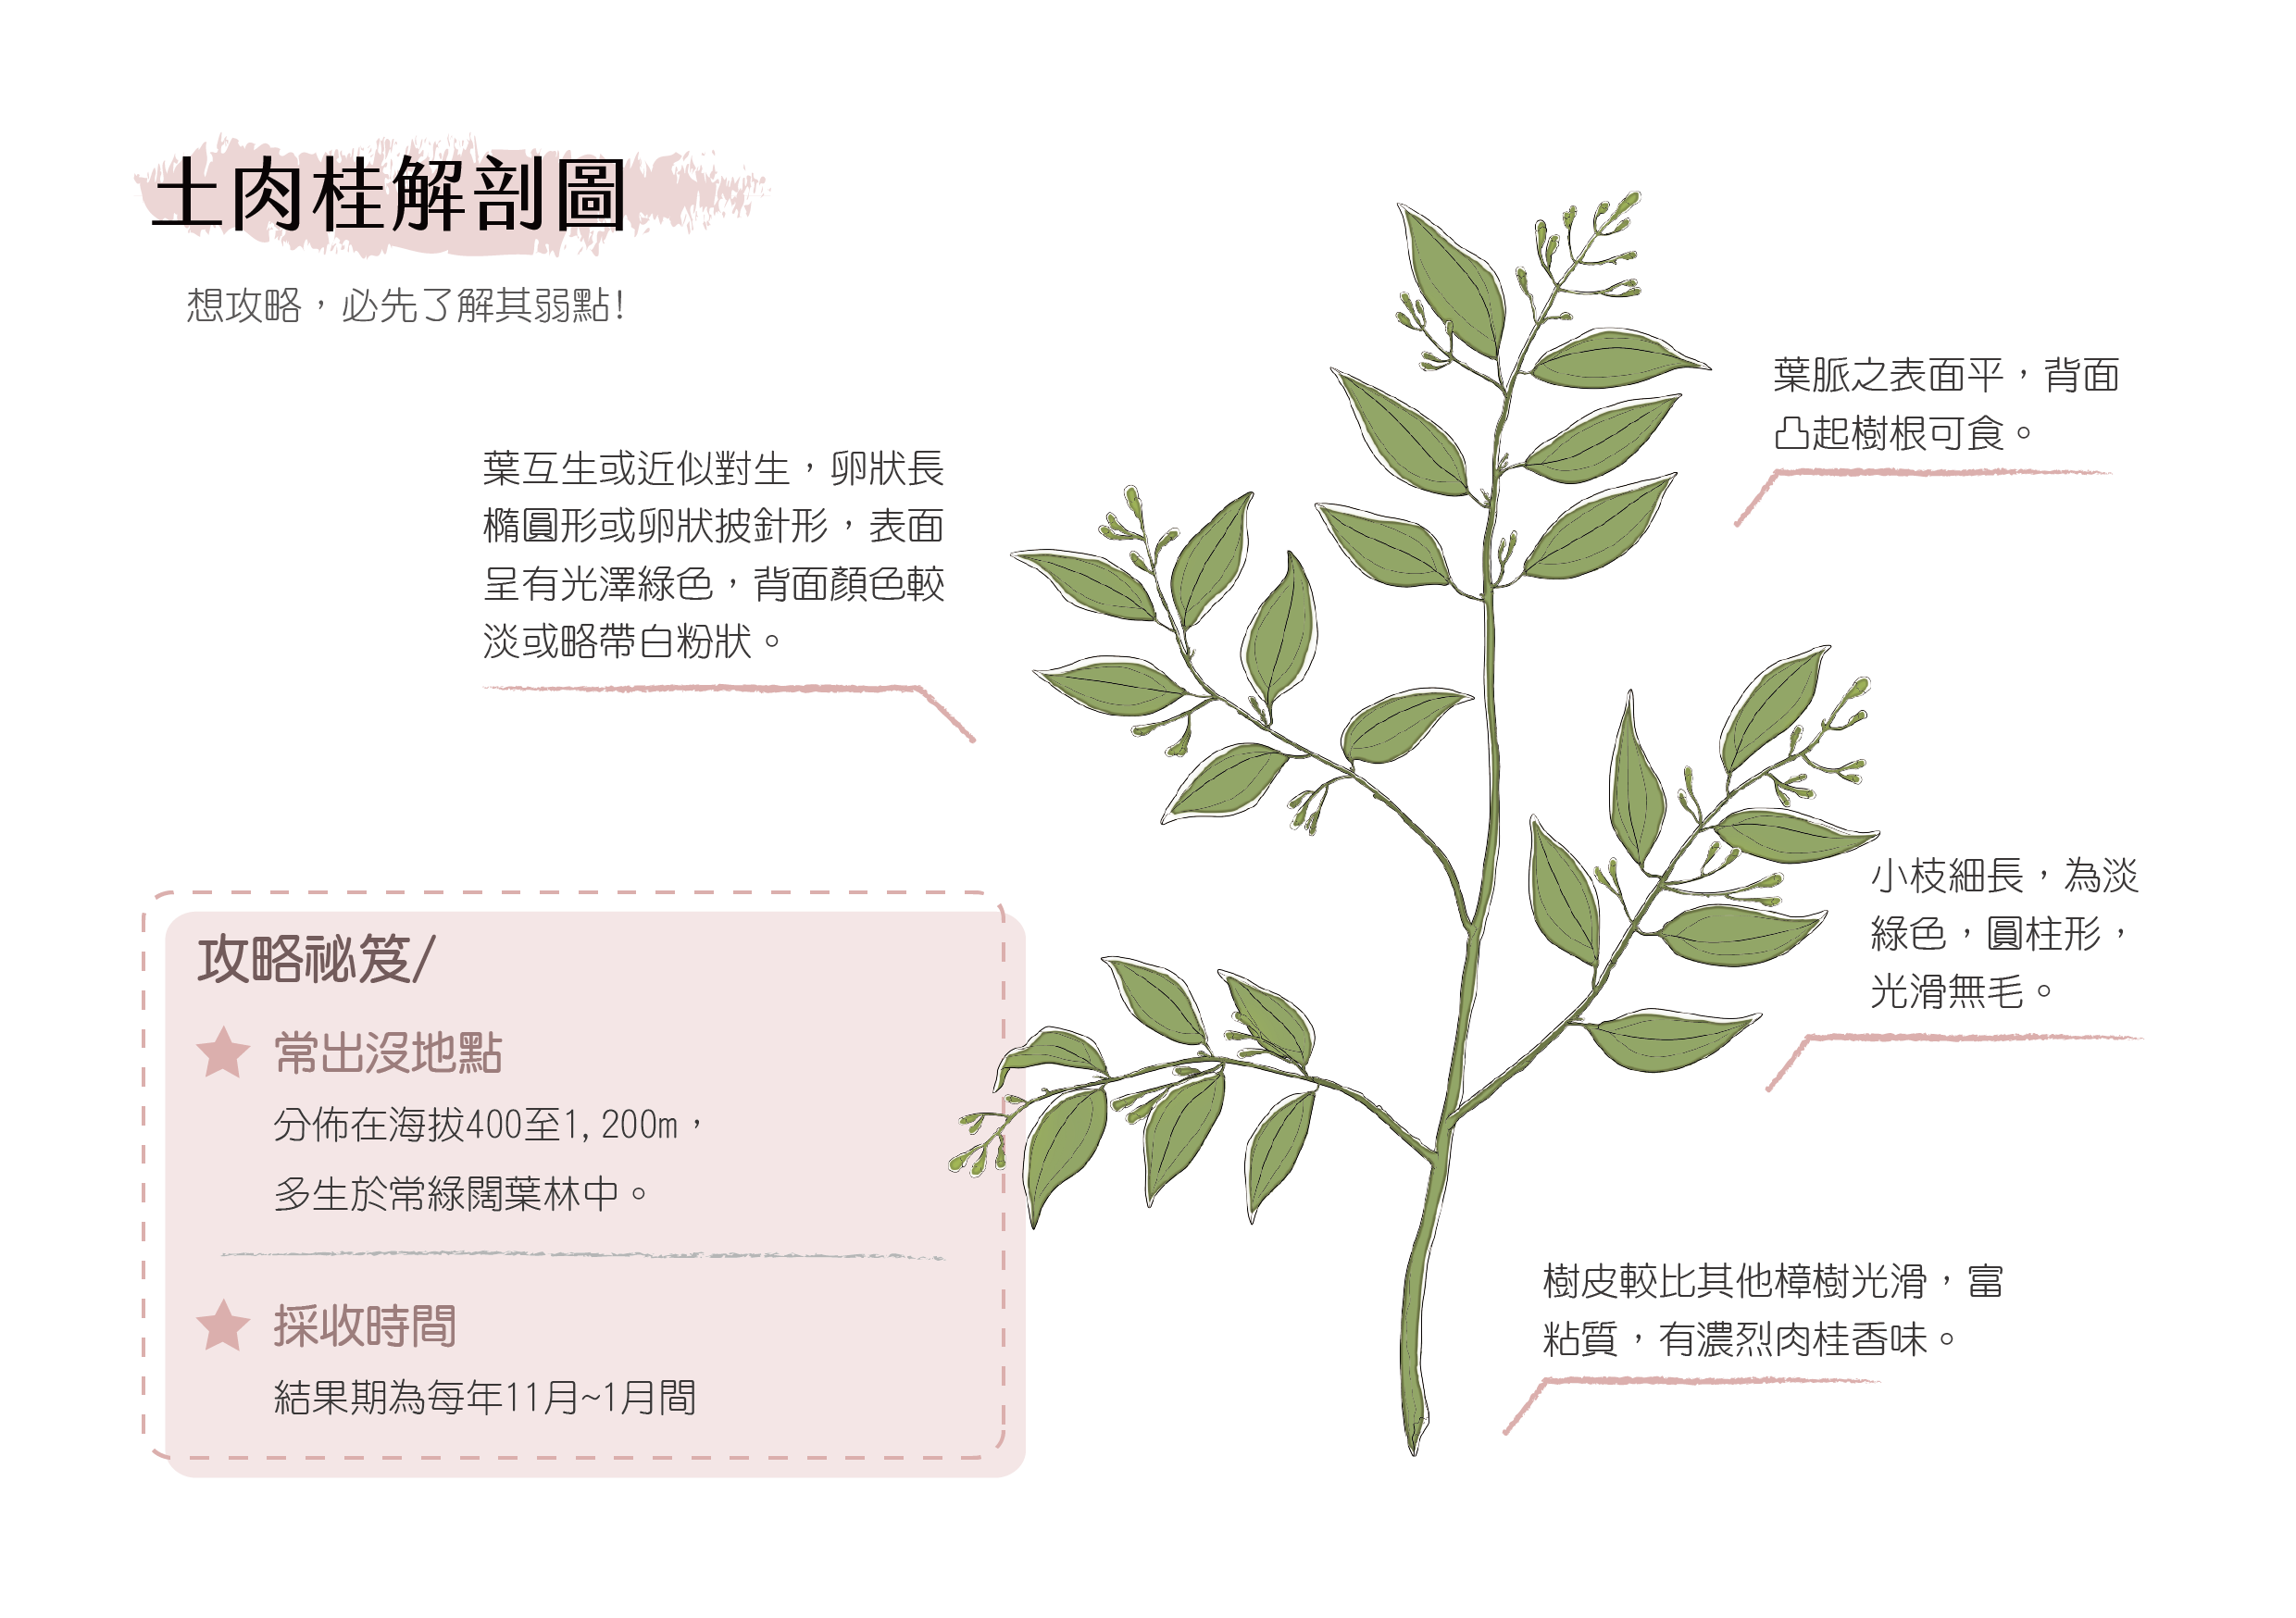 土肉桂解剖圖
想攻略，必先了解其弱點!
葉互生或近似對生，卵狀長
橢圓形或卵狀披針形，表面
呈有光澤綠色，背面顏色較
淡或略帶白粉狀。
葉脈之表面平，背面
凸起樹根可食。
小枝細長，為淡
綠色，圓柱形，
光滑無毛。
樹皮較比其他樟樹光滑，富
粘質，有濃烈肉桂香味。
攻略祕笈/
常出沒地點
分佈在海拔400至1,200m，
多生於常綠闊葉林中。
採收時間
結果期為每年11月~1月間